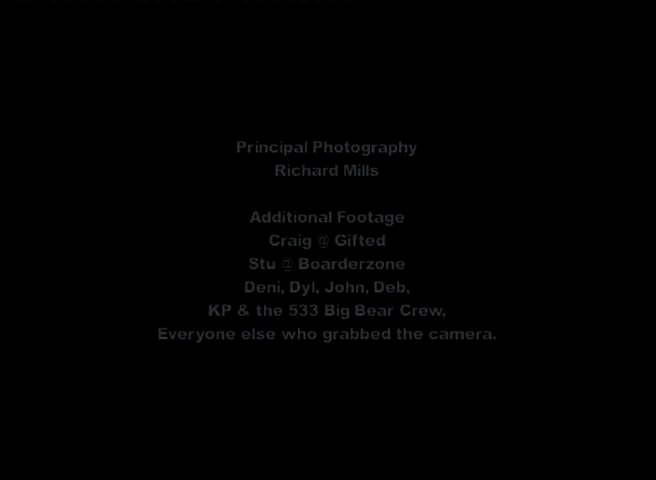 Principal Photography
Richard Mills
Additional Footage
Craig @ Gifted
Stu @ Boarderzone
Deni, Dyl, John, Deb,
KP & the 533 Big Bear Crew,
Everyone else who grabbed the camera.